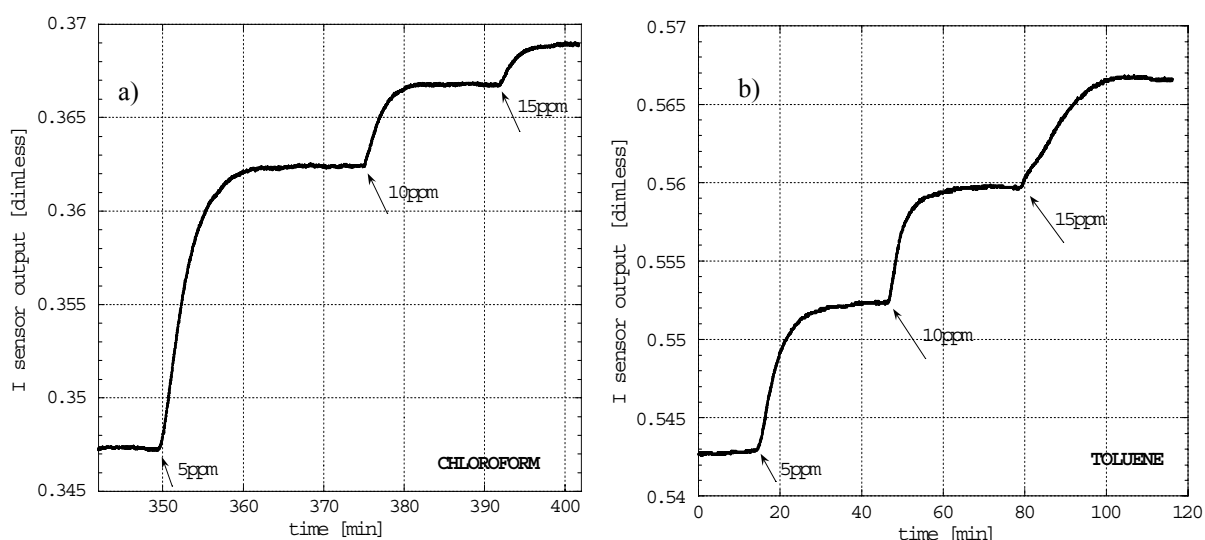 a)
I sensor output [dimless]
0.37
0.365
0.36
0.355
0.35
0.345
15ppm
10ppm
5ppm
CHLOROFORM
350 360 370 380 390 400
time [min]
b)
I sensor output [dimless]
0.57
0.565
0.56
0.555
0.55
0.545
0.54
15ppm
10ppm
5ppm
TOLUENE
0 20 40 60 80 100 120
time [min]